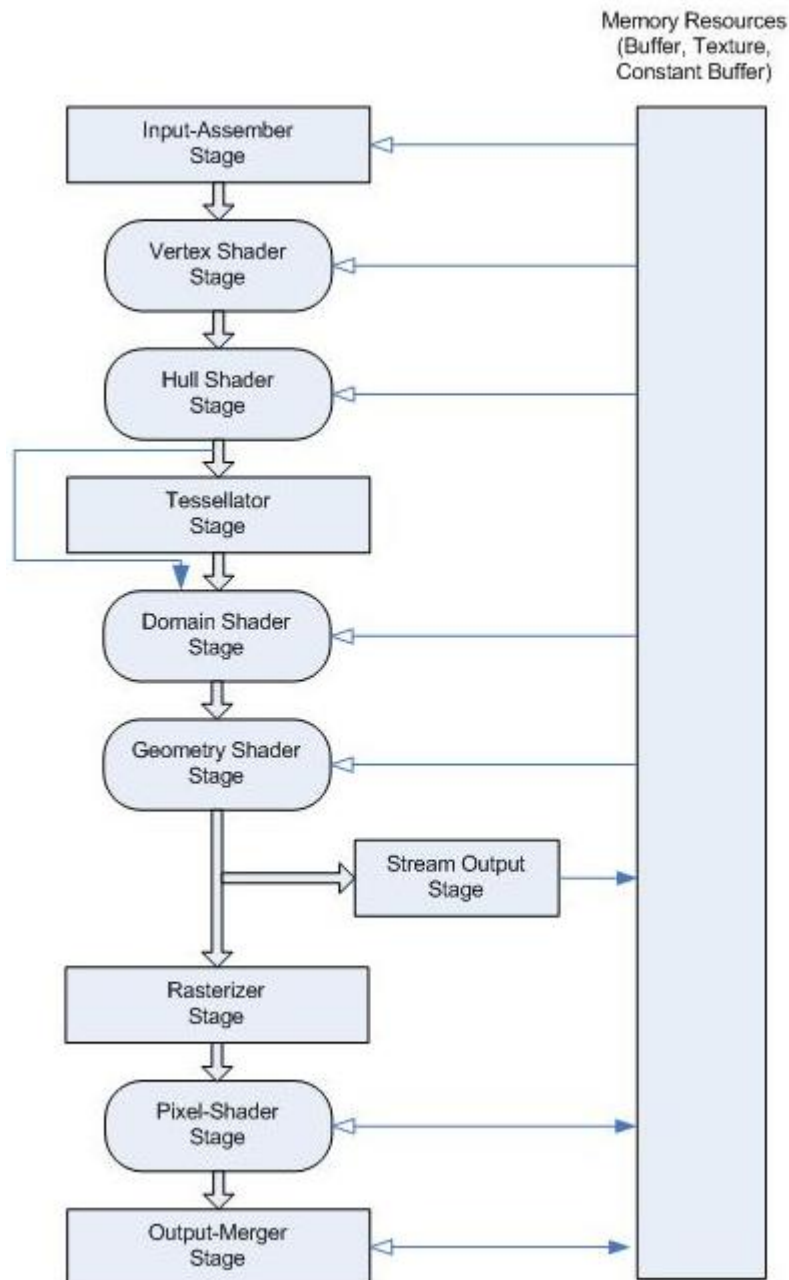 Memory Resources
(Buffer, Texture,
Constant Buffer)
Input-Assember
Stage
Vertex Shader
Stage
Hull Shader
Stage
Tessellator
Stage
Domain Shader
Stage
Geometry Shader
Stage
Stream Output
Stage
Rasterizer
Stage
Pixel-Shader
Stage
Output-Merger
Stage